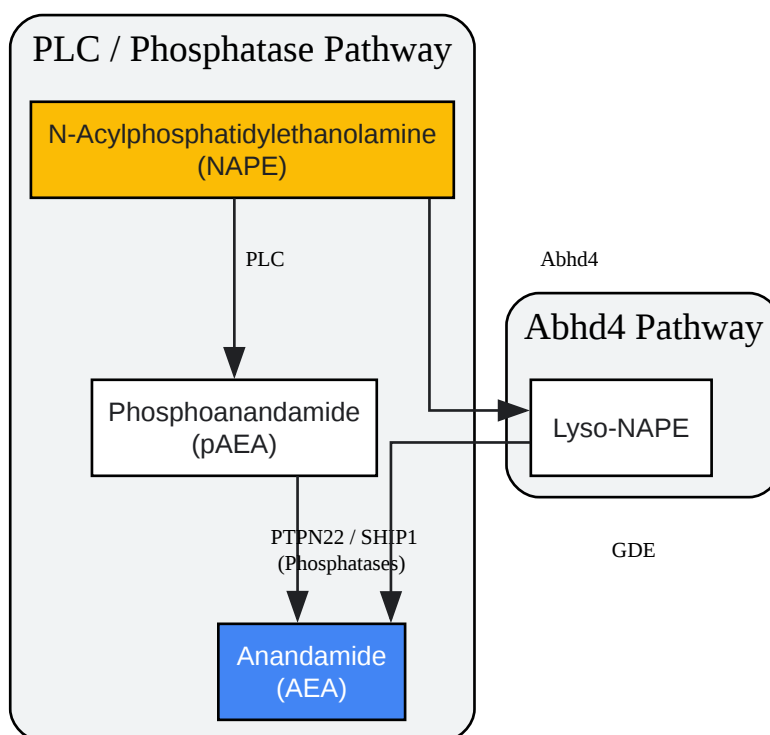 PLC / Phosphatase Pathway
N-Acylphosphatidylethanolamine
(NAPE)
PLC
Abhd4
Abhd4 Pathway
Phosphoanandamide
(pAEA)
Lyso-NAPE
PTPN22 / SHIP1
(Phosphatases)
GDE
Anandamide
(AEA)